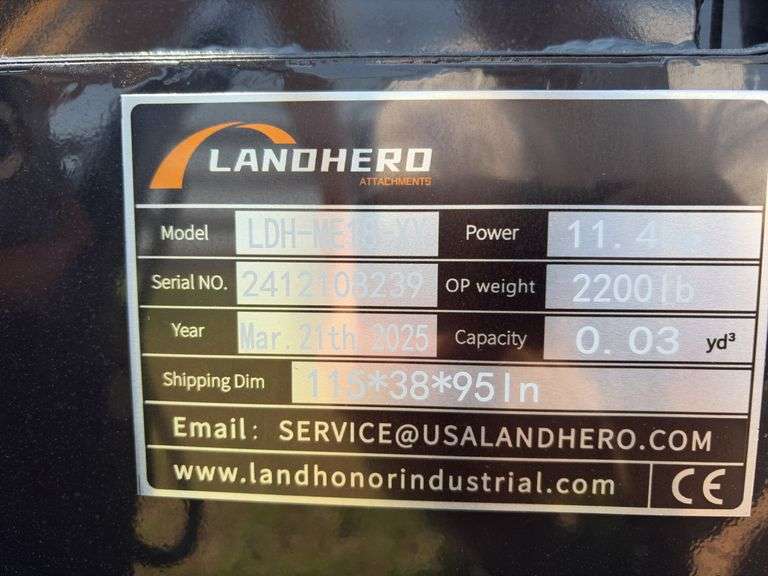 LANDHERO
ATTACHMENTS
Model Power 11.4
Serial NO. 2412108239 OP weight 2200lb
Year Mar. 21th, 2025 Capacity 0.03 yd³
Shipping Dim 115*38*95In
Email: SERVICE@USALANDHERO.COM
www.landhonorindustrial.com CE